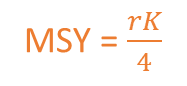 MSY = rK/4